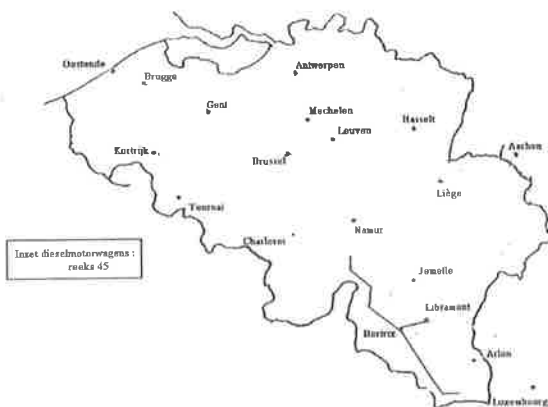 Antwerpen
Oostende
Brugge
Gent
Mechelen
Hasselt
Leuven
Aachen
Kortrijk
Brussel
Liège
Tournai
Namur
Charleroi
Inzet dieselmotorwagens :
reeks 45
Jemelle
Libramont
Bertrix
Arlon
Luxembourg